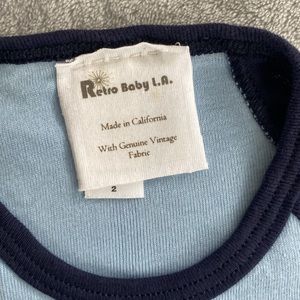 Retro Baby L.A.
Made in California
With Genuine Vintage
Fabric
2